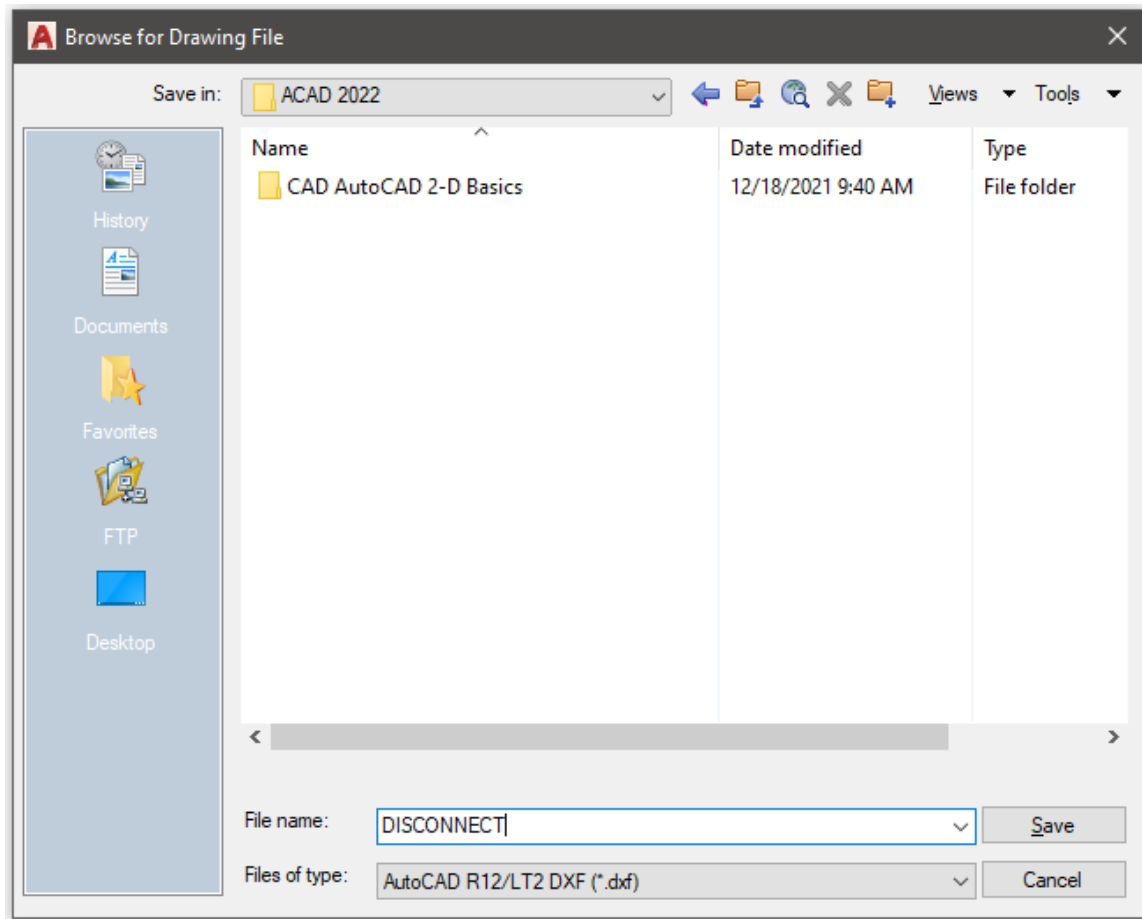 Browse for Drawing File
Save in: ACAD 2022 Views Tools
Name Date modified Type
CAD AutoCAD 2-D Basics 12/18/2021 9:40 AM File folder
History
Documents
Favorites
FTP
Desktop
File name: DISCONNECT Save
Files of type: AutoCAD R12/LT2 DXF (*.dxf) Cancel